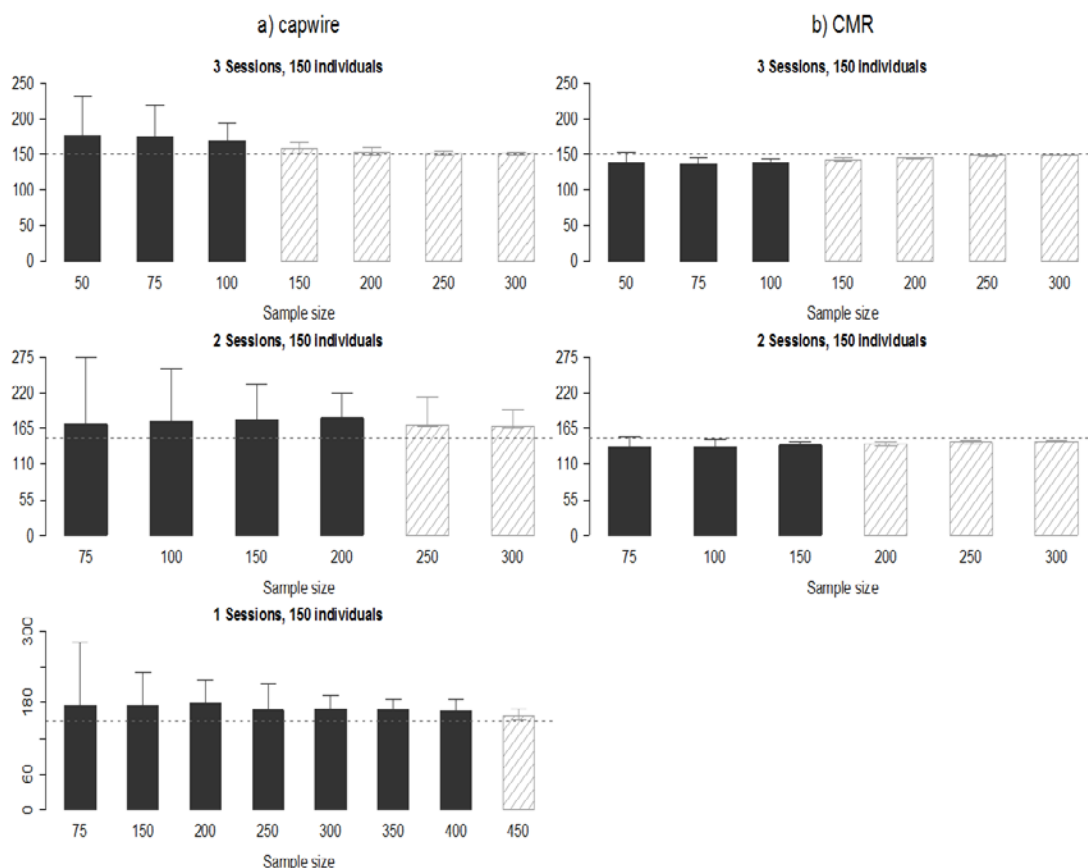 a) capwire
b) CMR
3 Sessions, 150 individuals
250
200
150
100
50
0
50 75 100 150 200 250 300
Sample size
3 Sessions, 150 individuals
250
200
150
100
50
0
50 75 100 150 200 250 300
Sample size
2 Sessions, 150 individuals
275
220
165
110
55
0
75 100 150 200 250 300
Sample size
2 Sessions, 150 individuals
275
220
165
110
55
0
75 100 150 200 250 300
Sample size
1 Sessions, 150 individuals
300
180
60
0
75 150 200 250 300 350 400 450
Sample size